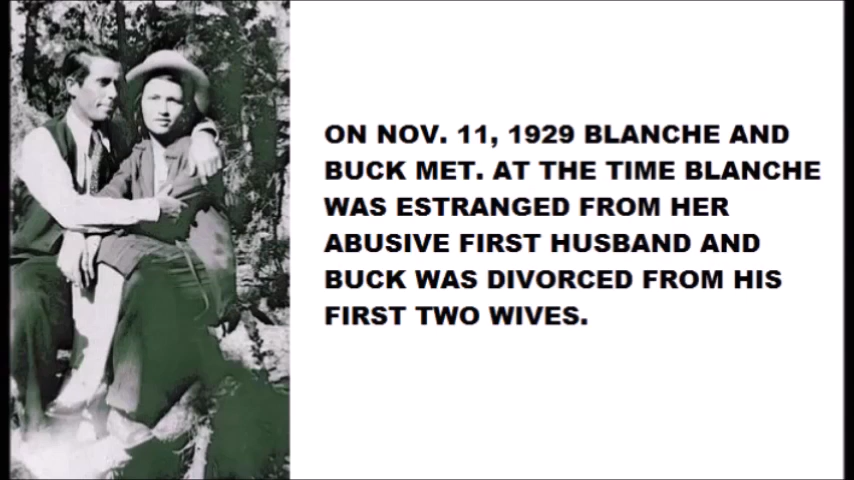 ON NOV. 11, 1929 BLANCHE AND
BUCK MET. AT THE TIME BLANCHE
WAS ESTRANGED FROM HER
ABUSIVE FIRST HUSBAND AND
BUCK WAS DIVORCED FROM HIS
FIRST TWO WIVES.